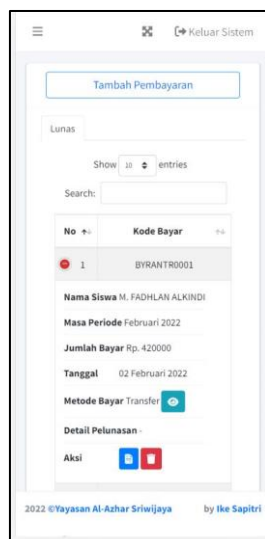 Keluar Sistem
Tambah Pembayaran
Lunas
Show 10 entries
Search:
No Kode Bayar
1 BYRANTR0001
Nama Siswa M. FADHLAN ALKINDI
Masa Periode Februari 2022
Jumlah Bayar Rp. 420000
Tanggal 02 Februari 2022
Metode Bayar Transfer
Detail Pelunasan -
Aksi
2022 ©Yayasan Al-Azhar Sriwijaya by Ike Sapitri